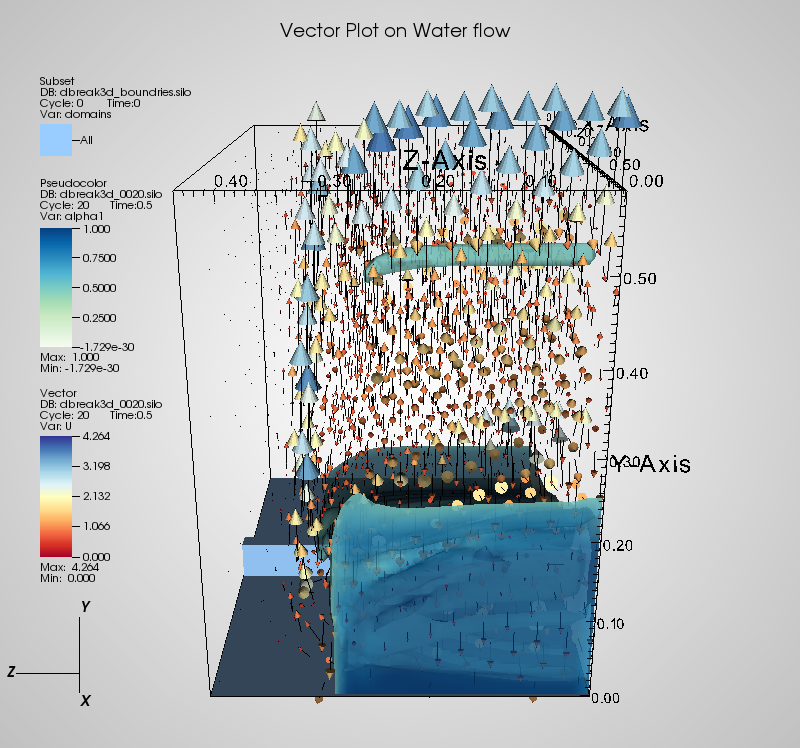 Vector Plot on Water flow
Subset
DB: dbreak3d_boundries.silo
Cycle: 0 Time:0
Var: domains
All
Pseudocolor
DB: dbreak3d_0020.silo
Cycle: 20 Time:0.5
Var: alpha1
1.000
0.7500
0.5000
0.2500
-1.729e-30
Max: 1.000
Min: -1.729e-30
Vector
DB: dbreak3d_0020.silo
Cycle: 20 Time:0.5
Var: U
4.264
3.198
2.132
1.066
0.000
Max: 4.264
Min: 0.000
Y
Z
X
X-Axis
Z-Axis
0.40 0.30 0.20 0.00
0.50
0.50
0.40
Y-Axis
0.20
0.10
0.00